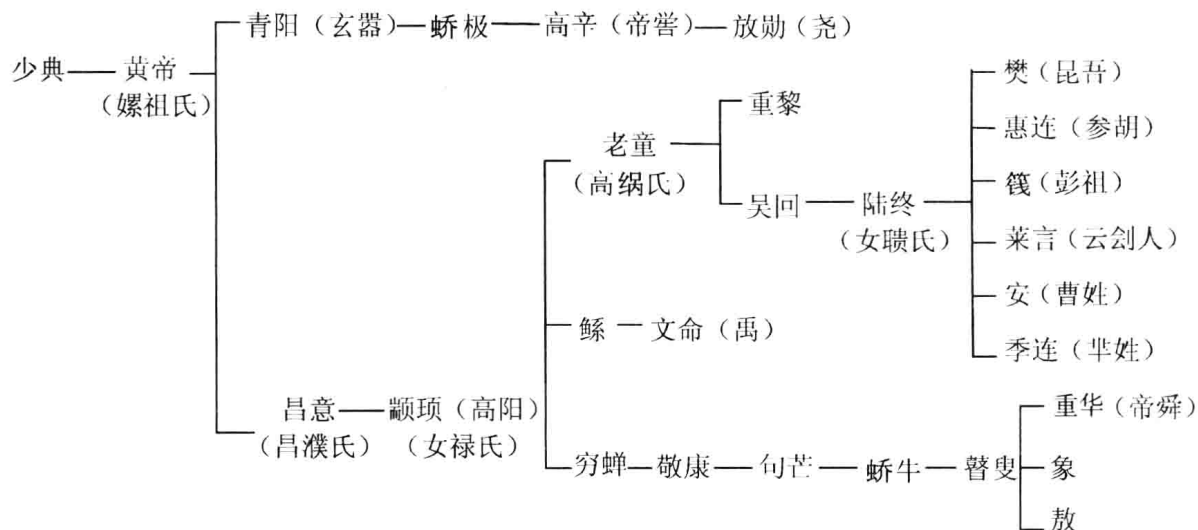 青阳（玄嚣）蛴极 高辛（帝喾）放勋（尧）
少典 黄帝
（嫘祖氏）
樊（昆吾）
重黎
惠连（参胡）
老童
（高緺氏）
篯（彭祖）
吴回 陆终
（女聩氏）
莱言（云刽人）
安（曹姓）
鲧 文命（禹）
季连（芈姓）
昌意 颛顼（高阳）
（昌濮氏）（女禄氏）
重华（帝舜）
穷蝉 敬康 句芒 蛴牛 瞽叟 象
敖